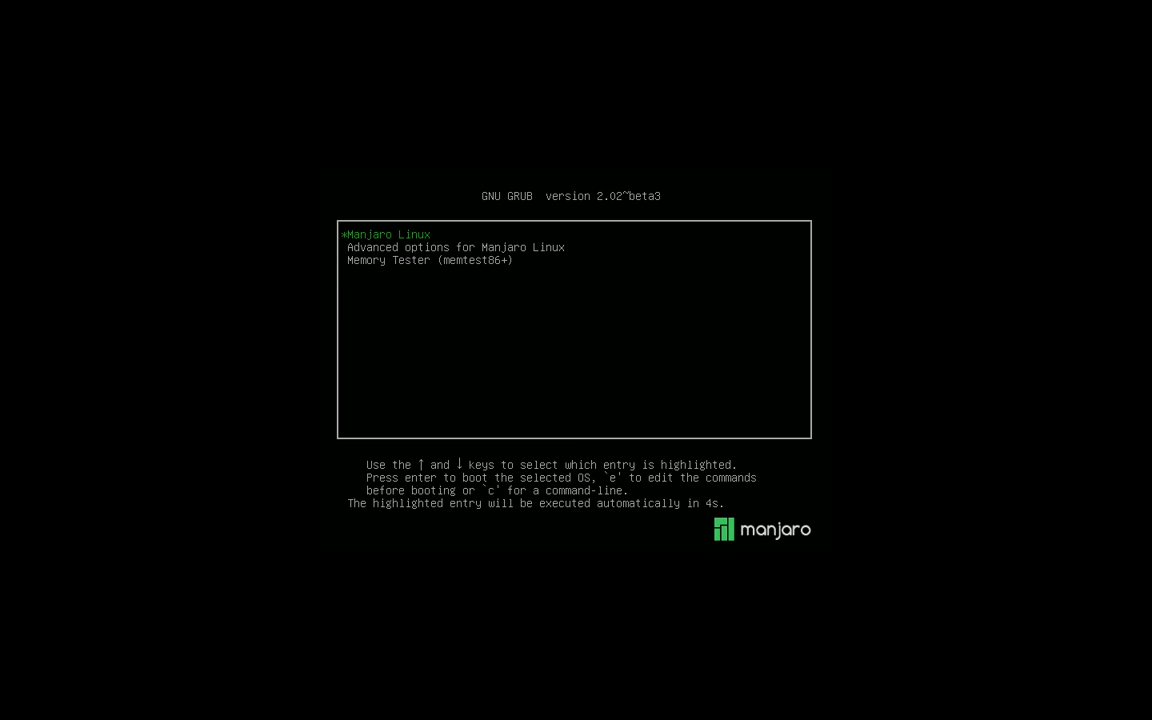 GNU GRUB  version 2.02~beta3
*Manjaro Linux
Advanced options for Manjaro Linux
Memory Tester (memtest86+)
Use the ↑ and ↓ keys to select which entry is highlighted.
Press enter to boot the selected OS, `e' to edit the commands
before booting or `c' for a command-line.
The highlighted entry will be executed automatically in 4s.
manjaro